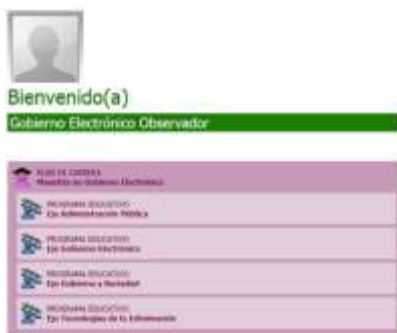 Bienvenido(a)
Gobierno Electrónico Observador
PLAN DE CARRERA
Maestría en Gobierno Electrónico
PROGRAMA EDUCATIVO
Eje Administración Pública
PROGRAMA EDUCATIVO
Eje Gobierno Electrónico
PROGRAMA EDUCATIVO
Eje Gobierno y Sociedad
PROGRAMA EDUCATIVO
Eje Tecnologías de la Información